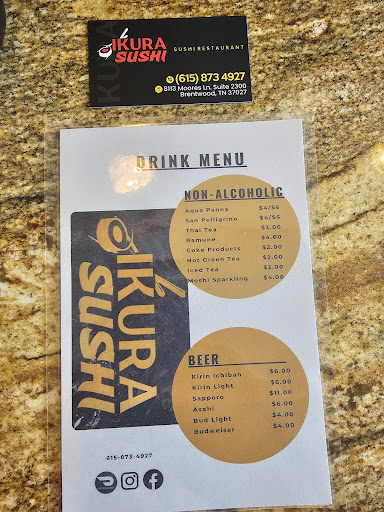 IKURA
SUSHI
SUSHI RESTAURANT
(615) 873 4927
8113 Moores Ln, Suite 2300
Brentwood, TN 37027
DRINK MENU
NON-ALCOHOLIC
Aqua Panna $4/$6
San Pelligrino $4/$6
Thai Tea $3.00
Ramune $4.00
Coke Products $2.00
Hot Green Tea $2.00
Iced Tea $2.00
Moshi Sparkling $4.00
IKURA
SUSHI
BEER
Kirin Ichiban $6.00
Kirin Light $6.00
Sapporo $11.00
Asahi $6.00
Bud Light $4.00
Budweiser $4.00
615-873-4927